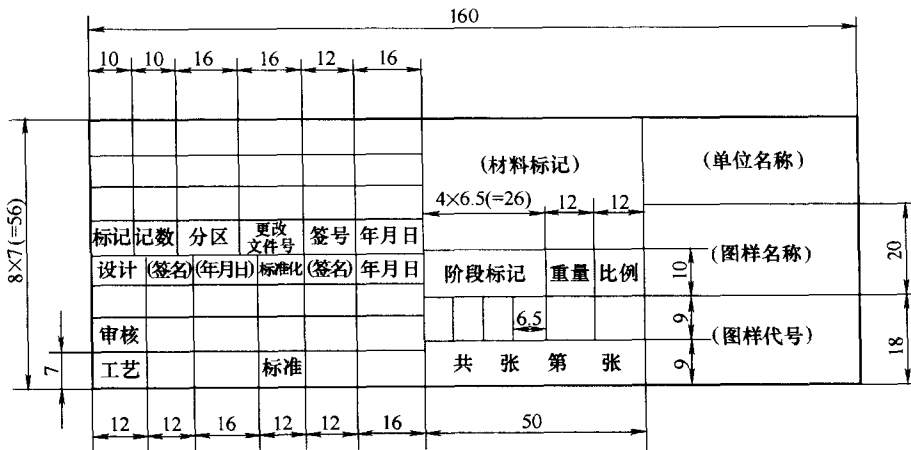 160
10 10 16 16 12 16
(材料标记)
(单位名称)
4×6.5(=26) 12 12
8×7(=56)
标记 记数 分区 更改文件号 签号 年月日
20
(图样名称)
设计 (签名) (年月日) 标准化 (签名) 年月日
阶段标记 重量 比例
10
6.5
9
(图样代号)
18
审核
7
工艺 标准
共 张 第 张
9
12 12 16 12 12 16 50